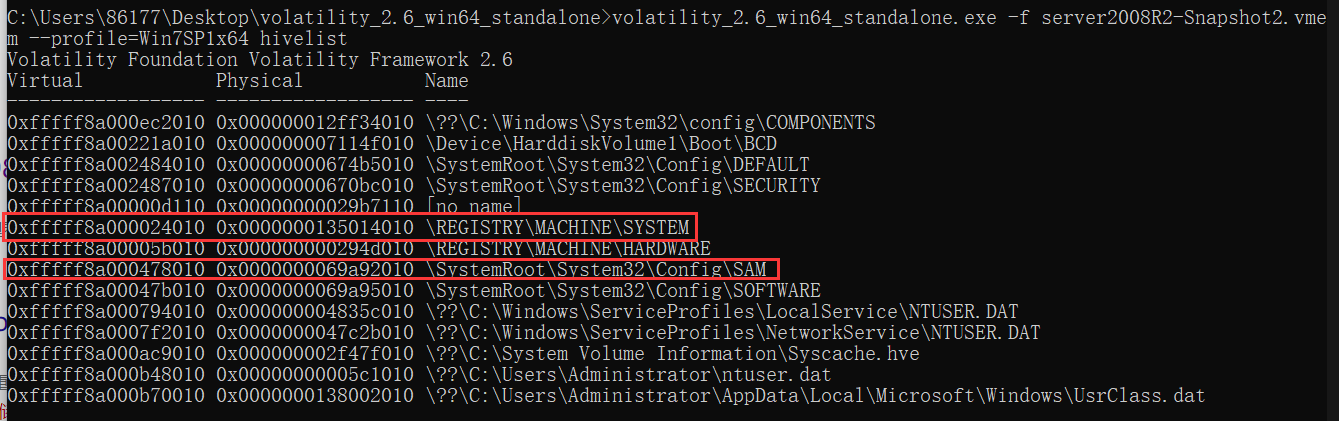 C:\Users\86177\Desktop\volatility_2.6_win64_standalone>volatility_2.6_win64_standalone.exe -f server2008R2-Snapshot2.vme
m --profile=Win7SP1x64 hivelist
Volatility Foundation Volatility Framework 2.6
Virtual            Physical           Name
------------------ ------------------ ----
0xfffff8a000ec2010 0x000000012ff34010 \??\C:\Windows\System32\config\COMPONENTS
0xfffff8a00221a010 0x000000007114f010 \Device\HarddiskVolume1\Boot\BCD
0xfffff8a002484010 0x00000000674b5010 \SystemRoot\System32\Config\DEFAULT
0xfffff8a002487010 0x00000000670bc010 \SystemRoot\System32\Config\SECURITY
0xfffff8a00000d110 0x00000000029b7110 [no name]
0xfffff8a000024010 0x0000000135014010 \REGISTRY\MACHINE\SYSTEM
0xfffff8a00005b010 0x000000000294d010 \REGISTRY\MACHINE\HARDWARE
0xfffff8a000478010 0x0000000069a92010 \SystemRoot\System32\Config\SAM
0xfffff8a00047b010 0x0000000069a95010 \SystemRoot\System32\Config\SOFTWARE
0xfffff8a000794010 0x000000004835c010 \??\C:\Windows\ServiceProfiles\LocalService\NTUSER.DAT
0xfffff8a0007f2010 0x0000000047c2b010 \??\C:\Windows\ServiceProfiles\NetworkService\NTUSER.DAT
0xfffff8a000ac9010 0x000000002f47f010 \??\C:\System Volume Information\Syscache.hve
0xfffff8a000b48010 0x00000000005c1010 \??\C:\Users\Administrator\ntuser.dat
0xfffff8a000b70010 0x0000000138002010 \??\C:\Users\Administrator\AppData\Local\Microsoft\Windows\UsrClass.dat